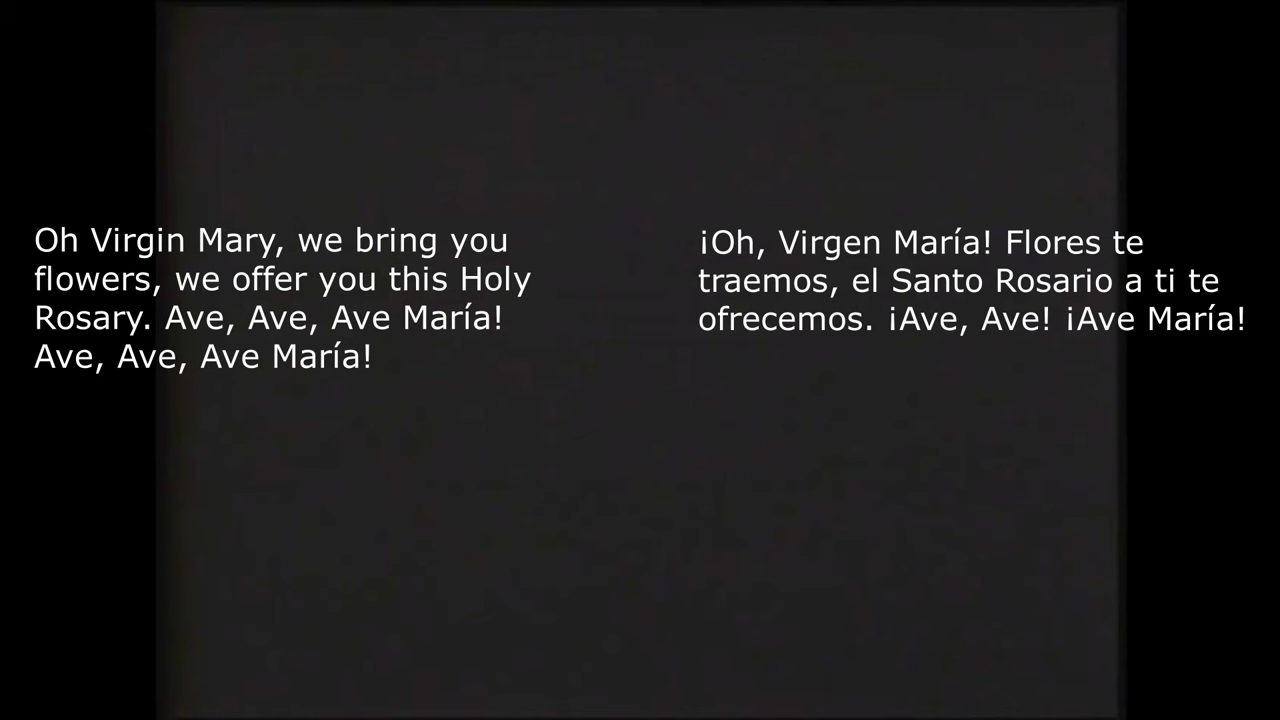 Oh Virgin Mary, we bring you
flowers, we offer you this Holy
Rosary. Ave, Ave, Ave María!
Ave, Ave, Ave María!
¡Oh, Virgen María! Flores te
traemos, el Santo Rosario a ti te
ofrecemos. ¡Ave, Ave! ¡Ave María!